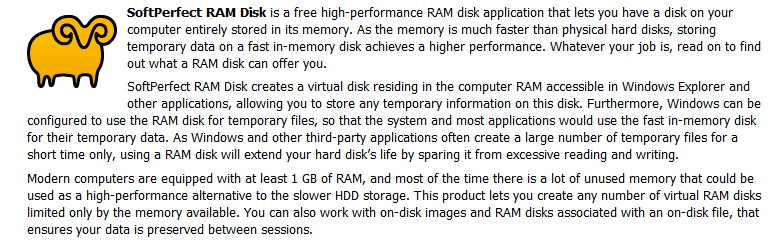 SoftPerfect RAM Disk is a free high-performance RAM disk application that lets you have a disk on your
computer entirely stored in its memory. As the memory is much faster than physical hard disks, storing
temporary data on a fast in-memory disk achieves a higher performance. Whatever your job is, read on to find
out what a RAM disk can offer you.
SoftPerfect RAM Disk creates a virtual disk residing in the computer RAM accessible in Windows Explorer and
other applications, allowing you to store any temporary information on this disk. Furthermore, Windows can be
configured to use the RAM disk for temporary files, so that the system and most applications would use the fast in-memory disk
for their temporary data. As Windows and other third-party applications often create a large number of temporary files for a
short time only, using a RAM disk will extend your hard disk’s life by sparing it from excessive reading and writing.
Modern computers are equipped with at least 1 GB of RAM, and most of the time there is a lot of unused memory that could be
used as a high-performance alternative to the slower HDD storage. This product lets you create any number of virtual RAM disks
limited only by the memory available. You can also work with on-disk images and RAM disks associated with an on-disk file, that
ensures your data is preserved between sessions.